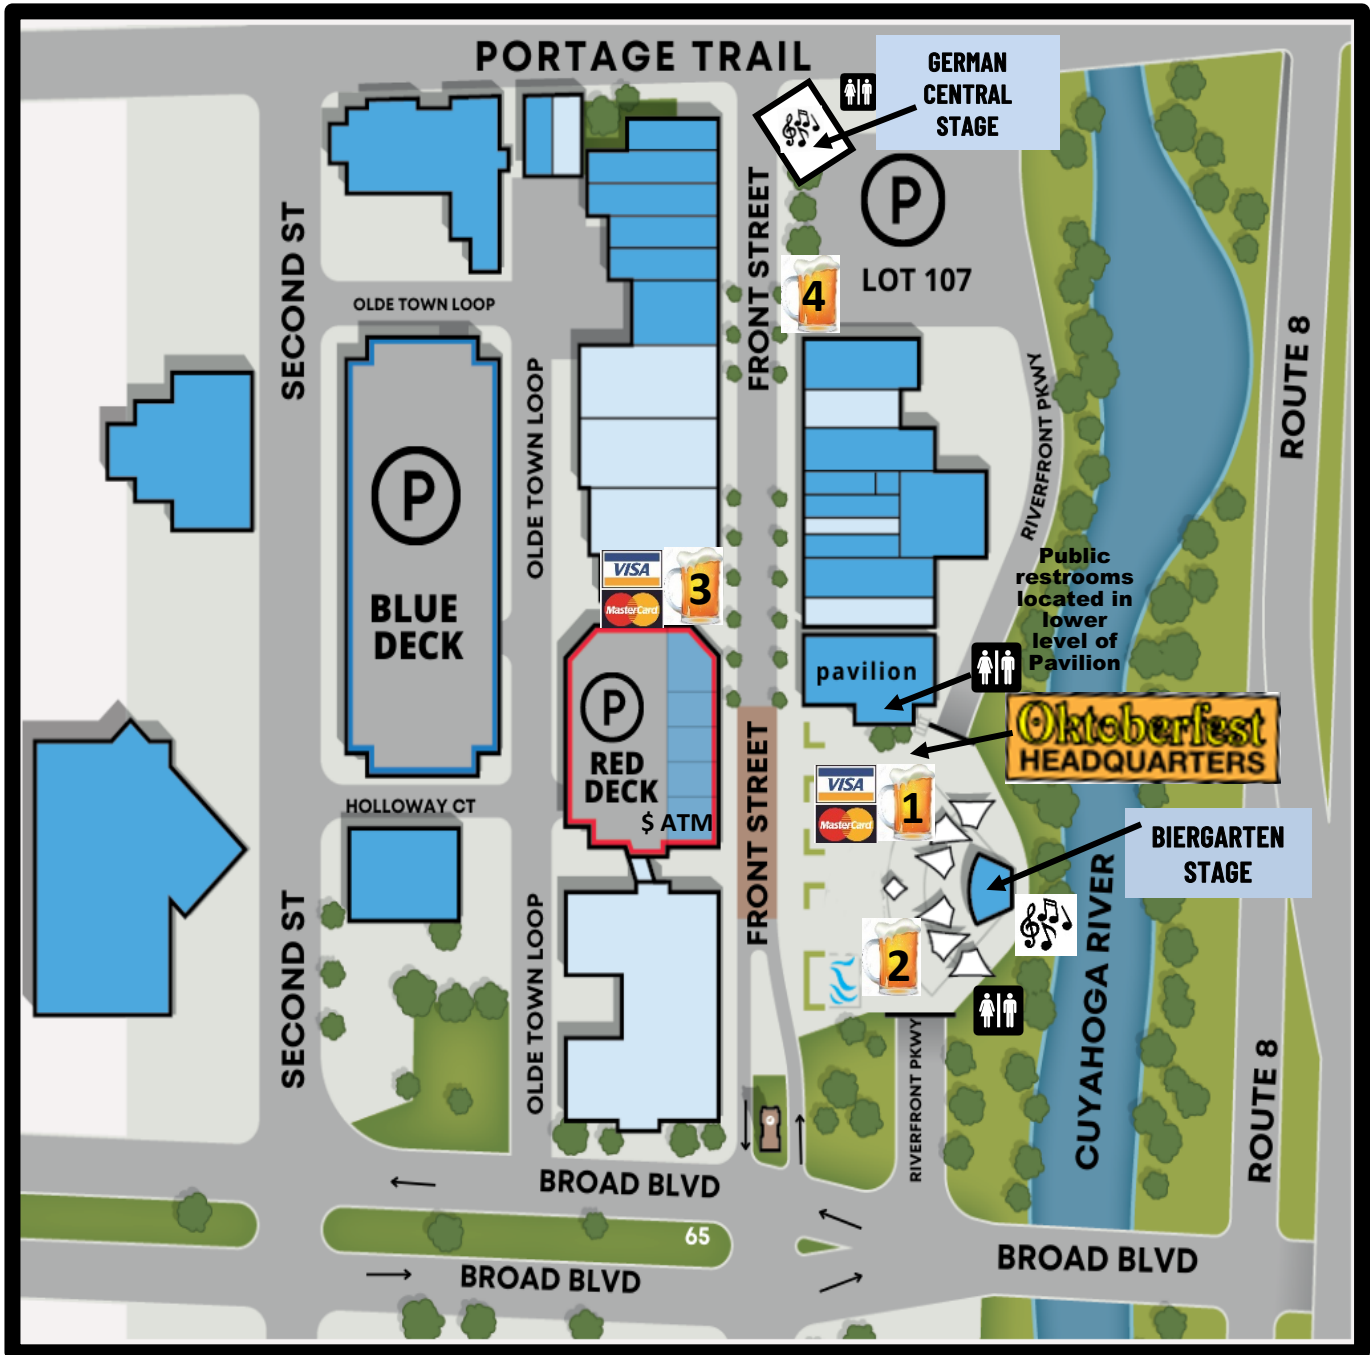 PORTAGE TRAIL
GERMAN
CENTRAL
STAGE
P
LOT 107
SECOND ST
FRONT STREET
4
OLDE TOWN LOOP
OLDE TOWN LOOP
ROUTE 8
RIVERFRONT PKWY
P
BLUE
DECK
VISA
MasterCard
3
Public
restrooms
located in
lower
level of
Pavilion
pavilion
P
RED
DECK
$ ATM
Oktoberfest
HEADQUARTERS
FRONT STREET
VISA
MasterCard
1
HOLLOWAY CT
BIERGARTEN
STAGE
2
SECOND ST
OLDE TOWN LOOP
RIVERFRONT PKWY
CUYAHOGA RIVER
ROUTE 8
BROAD BLVD
65
BROAD BLVD
BROAD BLVD